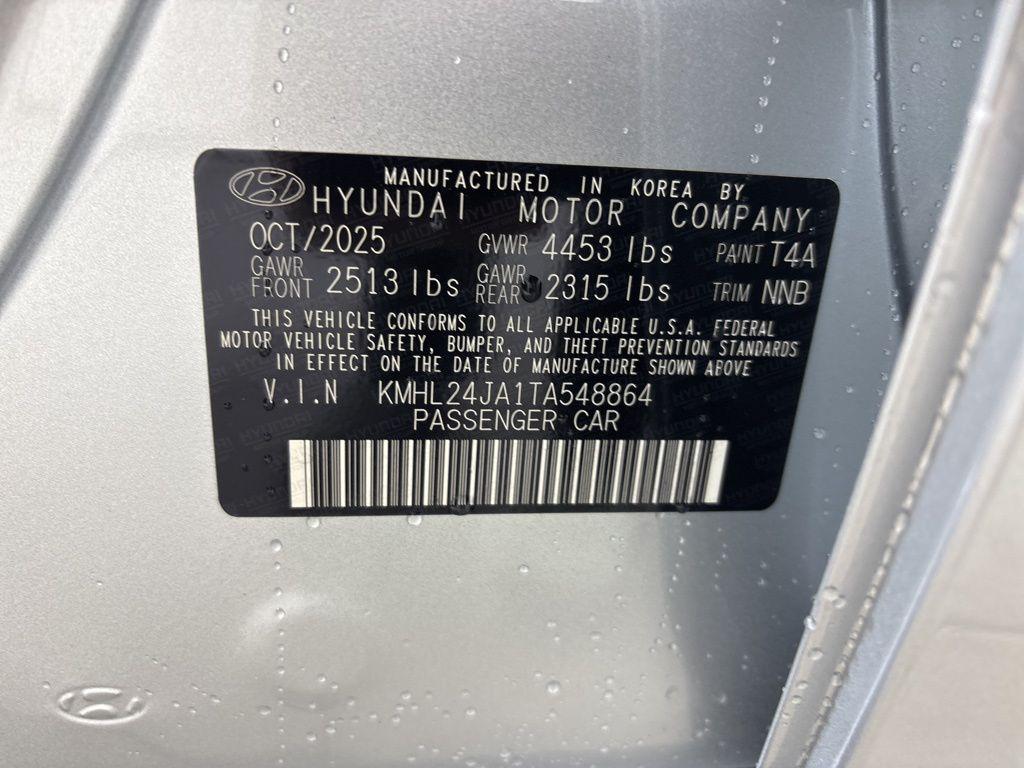 MANUFACTURED IN KOREA BY
HYUNDAI MOTOR COMPANY
OCT/2025 GVWR 4453 lbs PAINT T4A
GAWR FRONT 2513 lbs GAWR REAR 2315 lbs TRIM NNB
THIS VEHICLE CONFORMS TO ALL APPLICABLE U.S.A. FEDERAL
MOTOR VEHICLE SAFETY, BUMPER, AND THEFT PREVENTION STANDARDS
IN EFFECT ON THE DATE OF MANUFACTURE SHOWN ABOVE
V.I.N KMHL24JA1TA548864
PASSENGER CAR